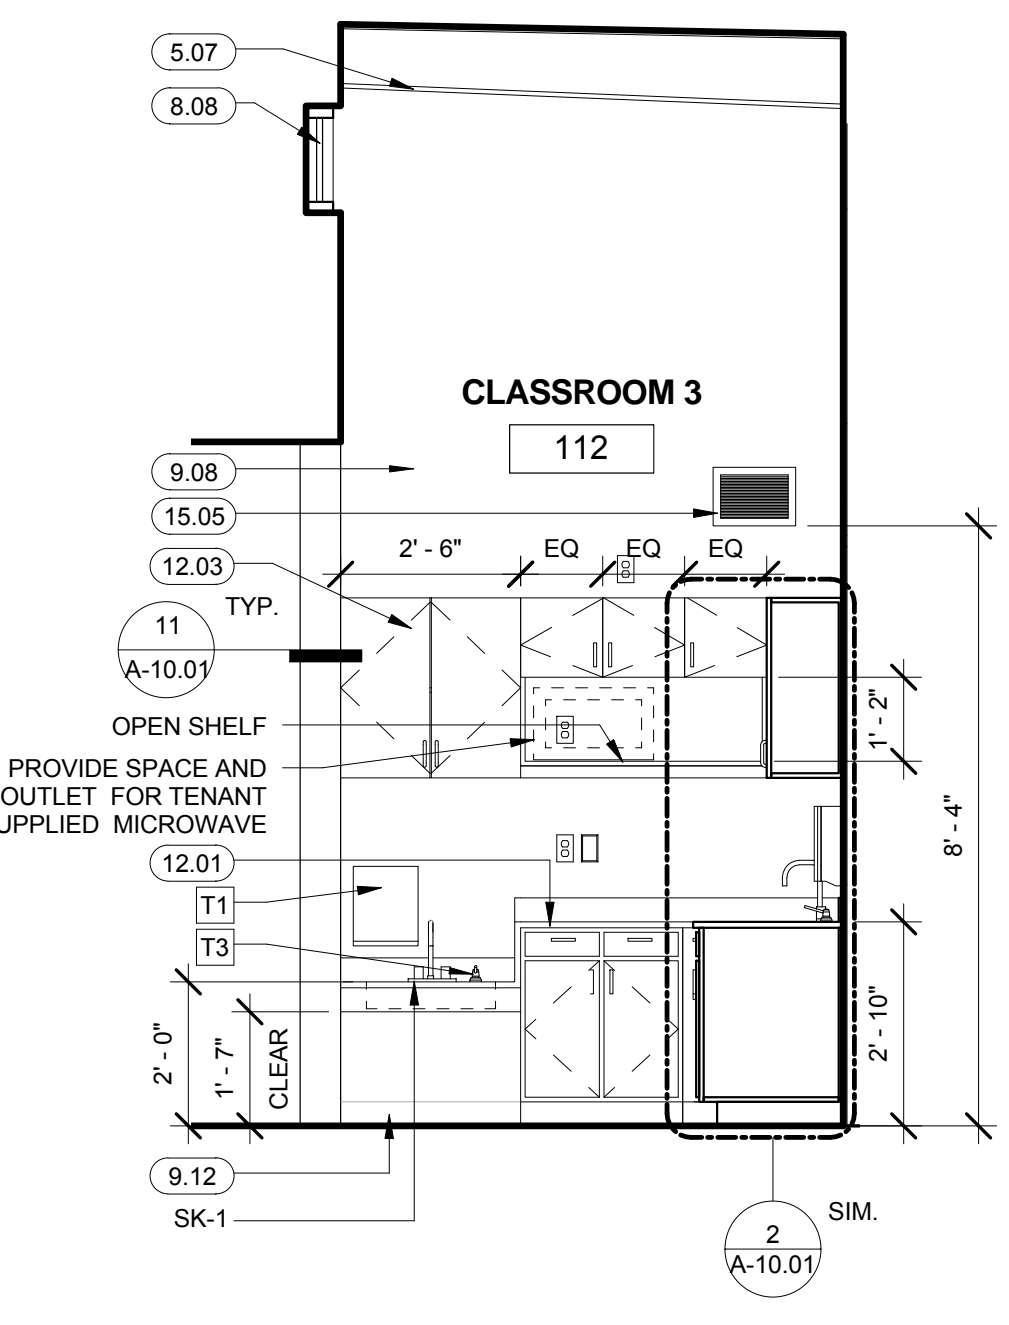 5.07
8.08
CLASSROOM 3
112
9.08
15.05
2' - 6"
EQ
EQ
EQ
12.03
TYP.
11
A-10.01
OPEN SHELF
PROVIDE SPACE AND
OUTLET FOR TENANT
UPPLIED MICROWAVE
1' - 2"
8' - 4"
12.01
T1
T3
2' - 0"
1' - 7"
CLEAR
2' - 10"
9.12
SK-1
SIM.
2
A-10.01